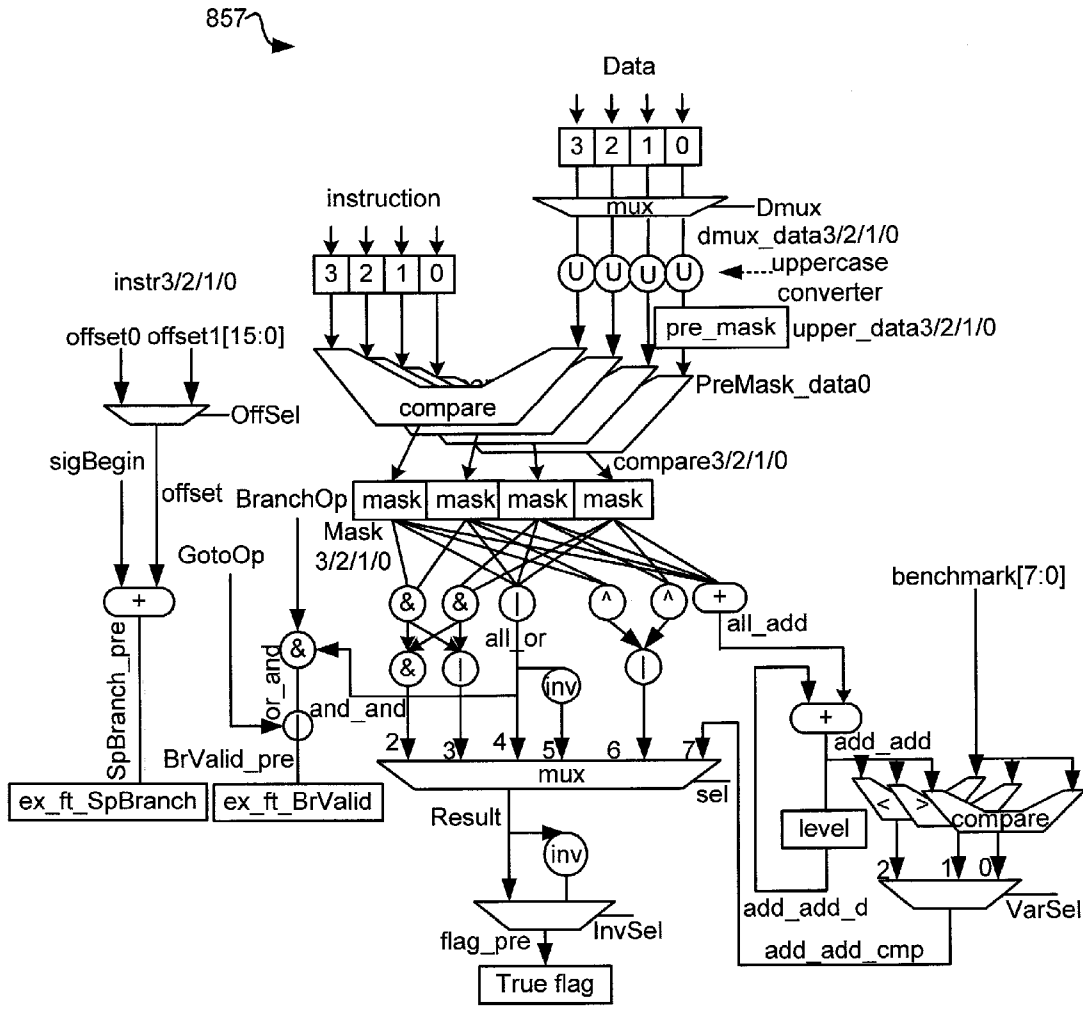 857
Data
3 2 1 0
mux
Dmux
instruction
dmux_data3/2/1/0
3 2 1 0
U U U U
uppercase
converter
instr3/2/1/0
pre_mask
upper_data3/2/1/0
offset0 offset1[15:0]
PreMask_data0
compare
OffSel
sigBegin
compare3/2/1/0
offset
BranchOp
mask mask mask mask
Mask
3/2/1/0
GotoOp
benchmark[7:0]
+
& & | ^ ^ +
all_add
all_or
&
& | |
SpBranch_pre
or_and
inv
+
and_and
|
add_add
2 3 4 5 6 7
BrValid_pre
mux
sel
ex_ft_SpBranch
ex_ft_BrValid
< > compare
level
Result
inv
2 1 0
add_add_d
VarSel
InvSel
flag_pre
add_add_cmp
True flag